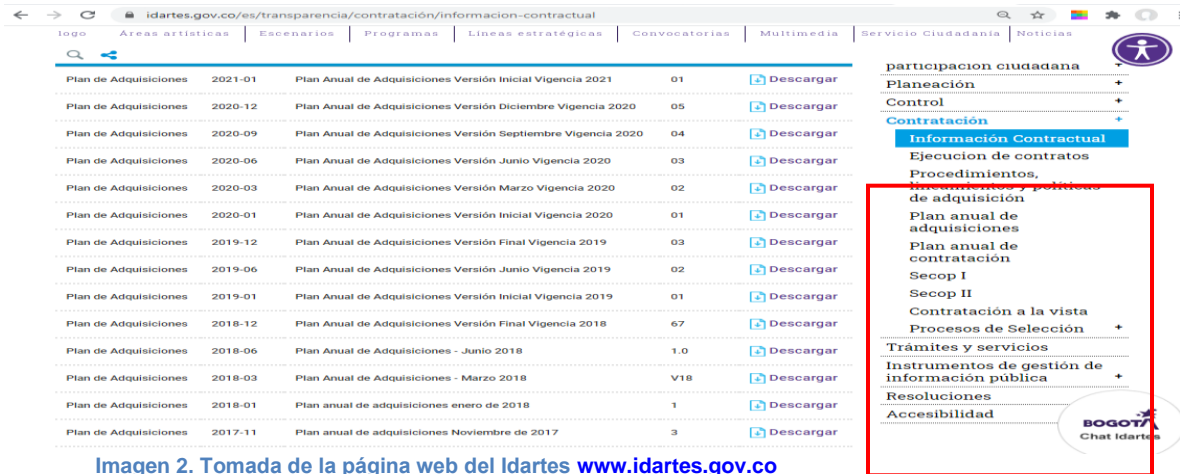 idartes.gov.co/es/transparencia/contratación/informacion-contractual
logo Áreas artísticas Escenarios Programas Líneas estratégicas Convocatorias Multimedia Servicio Ciudadanía Noticias
Plan de Adquisiciones 2021-01 Plan Anual de Adquisiciones Versión Inicial Vigencia 2021 01 Descargar
Plan de Adquisiciones 2020-12 Plan Anual de Adquisiciones Versión Diciembre Vigencia 2020 05 Descargar
Plan de Adquisiciones 2020-09 Plan Anual de Adquisiciones Versión Septiembre Vigencia 2020 04 Descargar
Plan de Adquisiciones 2020-06 Plan Anual de Adquisiciones Versión Junio Vigencia 2020 03 Descargar
Plan de Adquisiciones 2020-03 Plan Anual de Adquisiciones Versión Marzo Vigencia 2020 02 Descargar
Plan de Adquisiciones 2020-01 Plan Anual de Adquisiciones Versión Inicial Vigencia 2020 01 Descargar
Plan de Adquisiciones 2019-12 Plan Anual de Adquisiciones Versión Final Vigencia 2019 03 Descargar
Plan de Adquisiciones 2019-06 Plan Anual de Adquisiciones Versión Junio Vigencia 2019 02 Descargar
Plan de Adquisiciones 2019-01 Plan Anual de Adquisiciones Versión Inicial Vigencia 2019 01 Descargar
Plan de Adquisiciones 2018-12 Plan Anual de Adquisiciones Versión Final Vigencia 2018 67 Descargar
Plan de Adquisiciones 2018-06 Plan Anual de Adquisiciones - Junio 2018 1.0 Descargar
Plan de Adquisiciones 2018-03 Plan Anual de Adquisiciones - Marzo 2018 V18 Descargar
Plan de Adquisiciones 2018-01 Plan anual de adquisiciones enero de 2018 1 Descargar
Plan de Adquisiciones 2017-11 Plan anual de adquisiciones Noviembre de 2017 3 Descargar
participación ciudadana +
Planeación +
Control +
Contratación +
Información Contractual
Ejecucion de contratos
Procedimientos,
lineamientos y políticas
de adquisición
Plan anual de
adquisiciones
Plan anual de
contratación
Secop I
Secop II
Contratación a la vista
Procesos de Selección +
Trámites y servicios
Instrumentos de gestión de
información pública +
Resoluciones
Accesibilidad
BOGOTÁ
Chat Idartes
Imagen 2. Tomada de la página web del Idartes www.idartes.gov.co